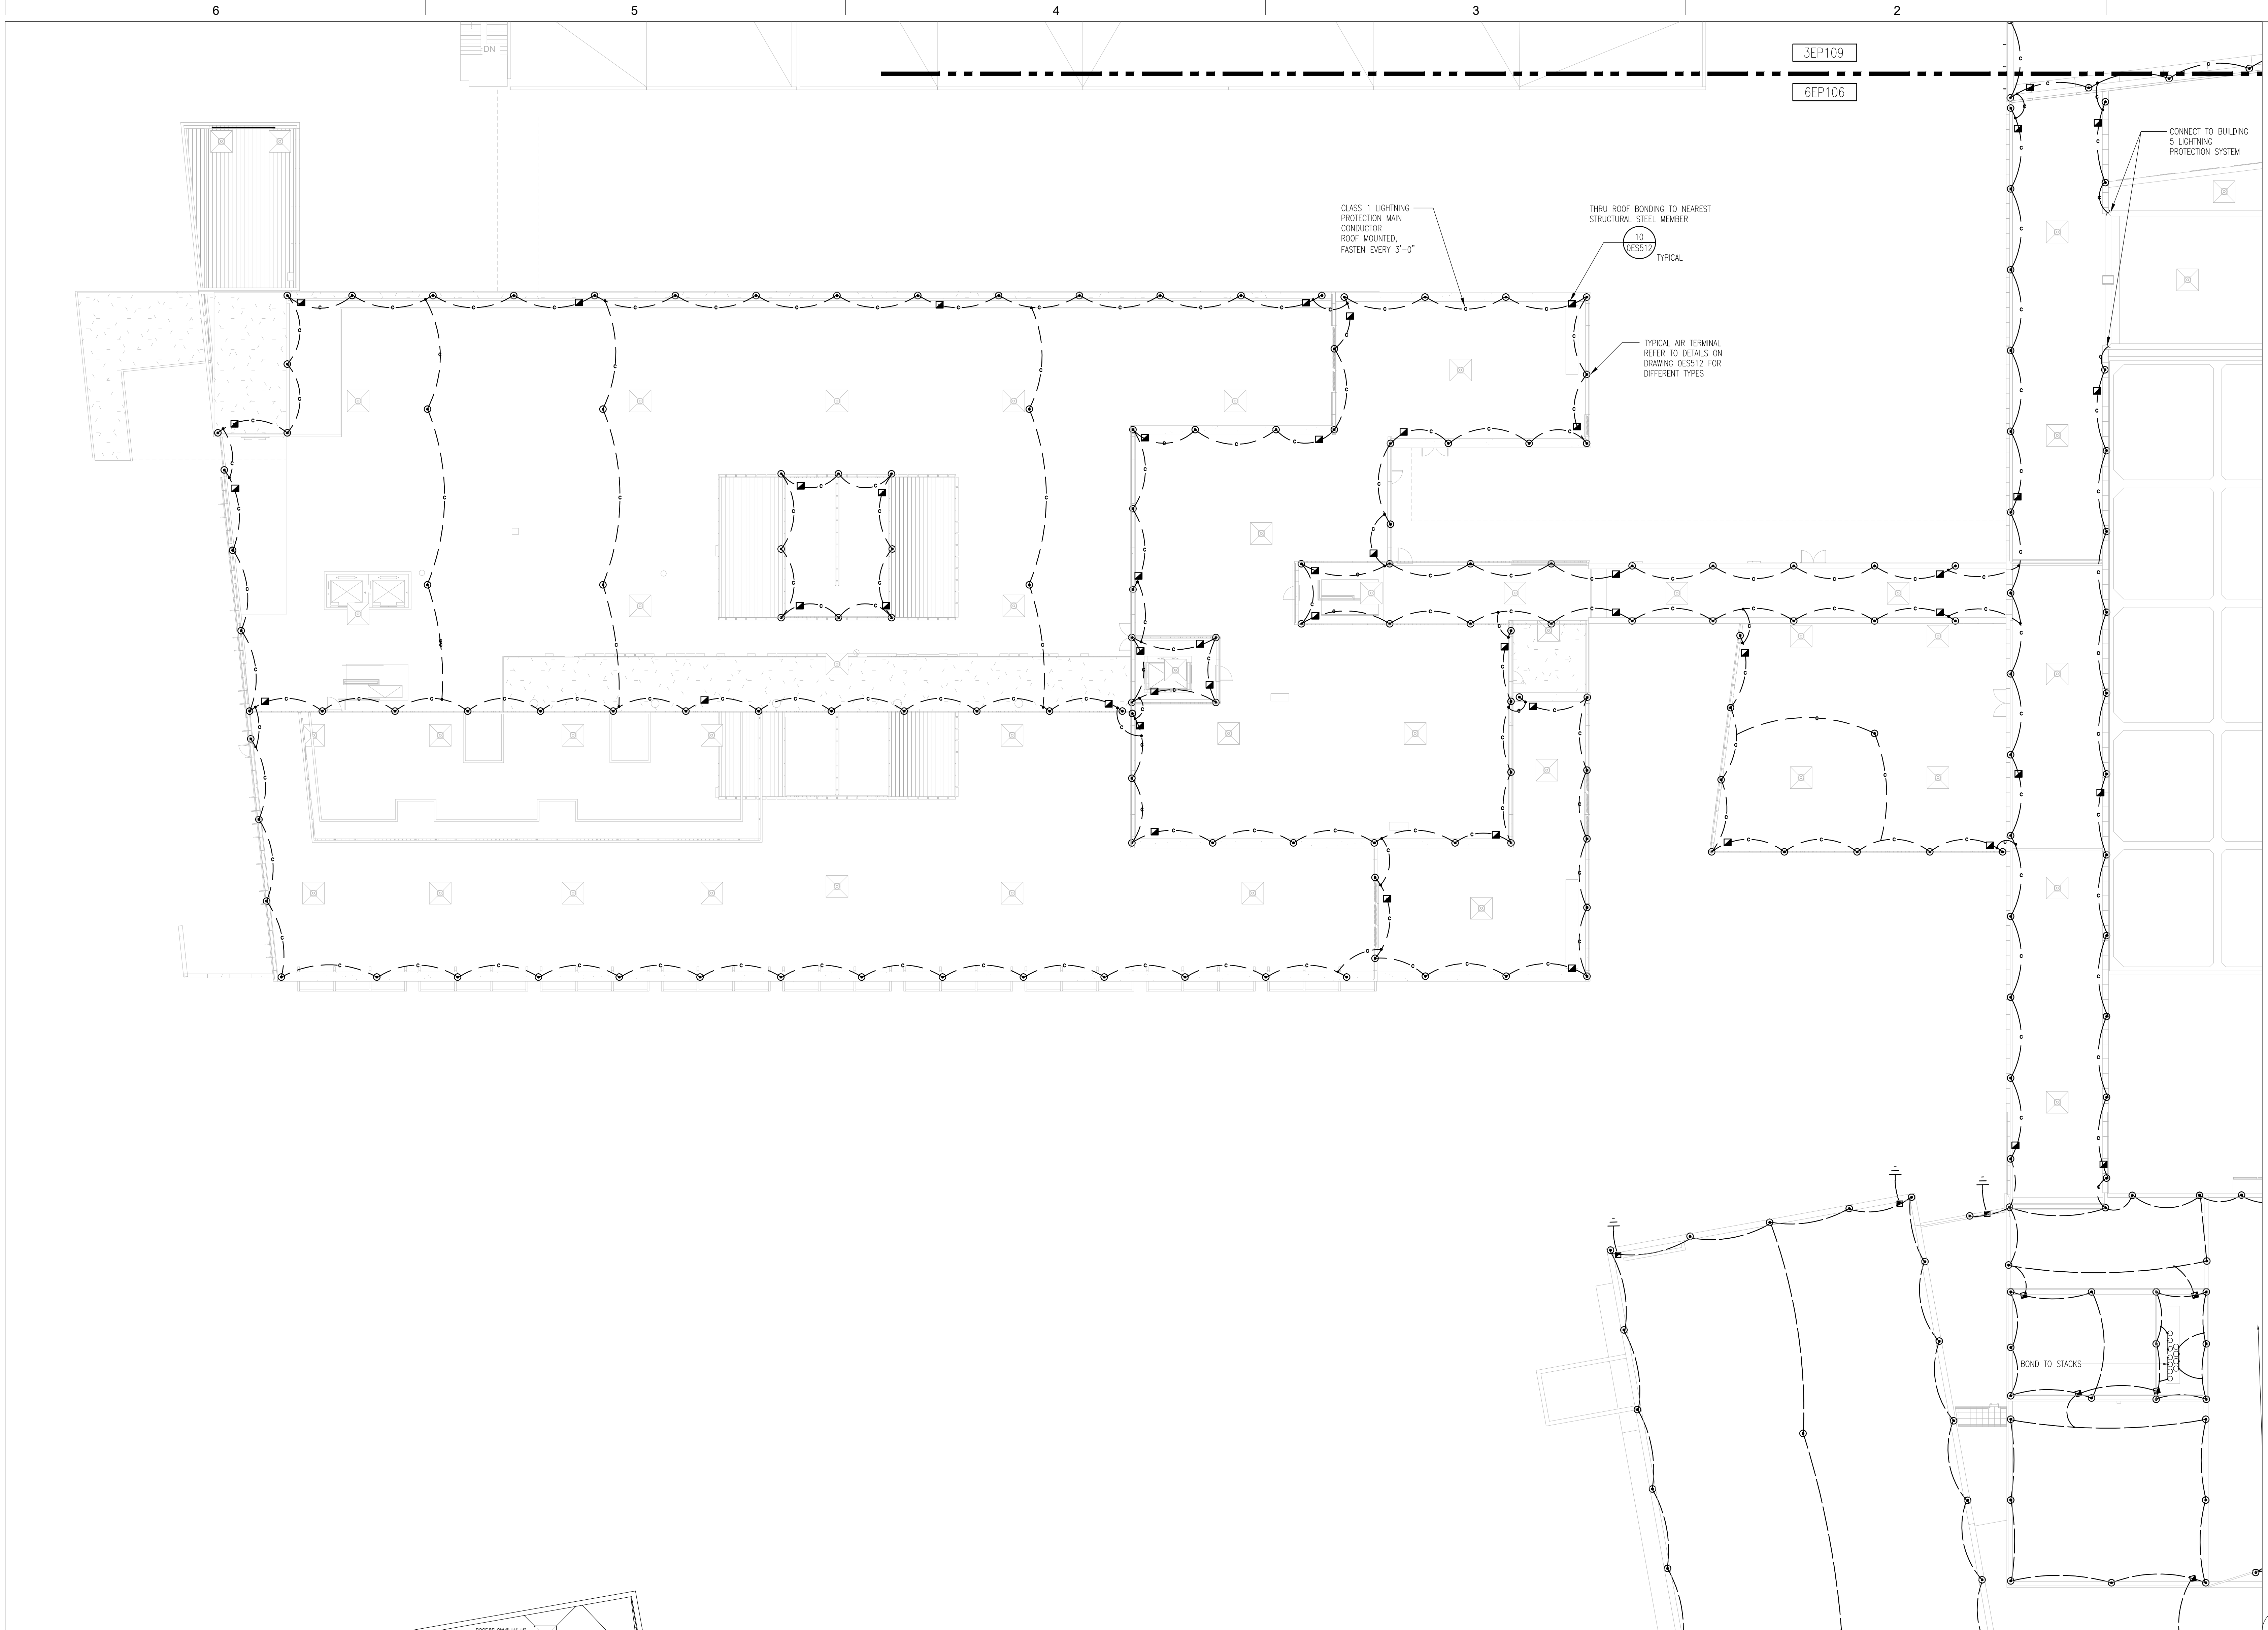 6
5
4
3
2
DN
3EP109
6EP106
CONNECT TO BUILDING
5 LIGHTNING
PROTECTION SYSTEM
CLASS 1 LIGHTNING
PROTECTION MAIN
CONDUCTOR
ROOF MOUNTED,
FASTEN EVERY 3'-0"
THRU ROOF BONDING TO NEAREST
STRUCTURAL STEEL MEMBER
10
0ES512
TYPICAL
TYPICAL AIR TERMINAL
REFER TO DETAILS ON
DRAWING 0ES512 FOR
DIFFERENT TYPES
BOND TO STACKS